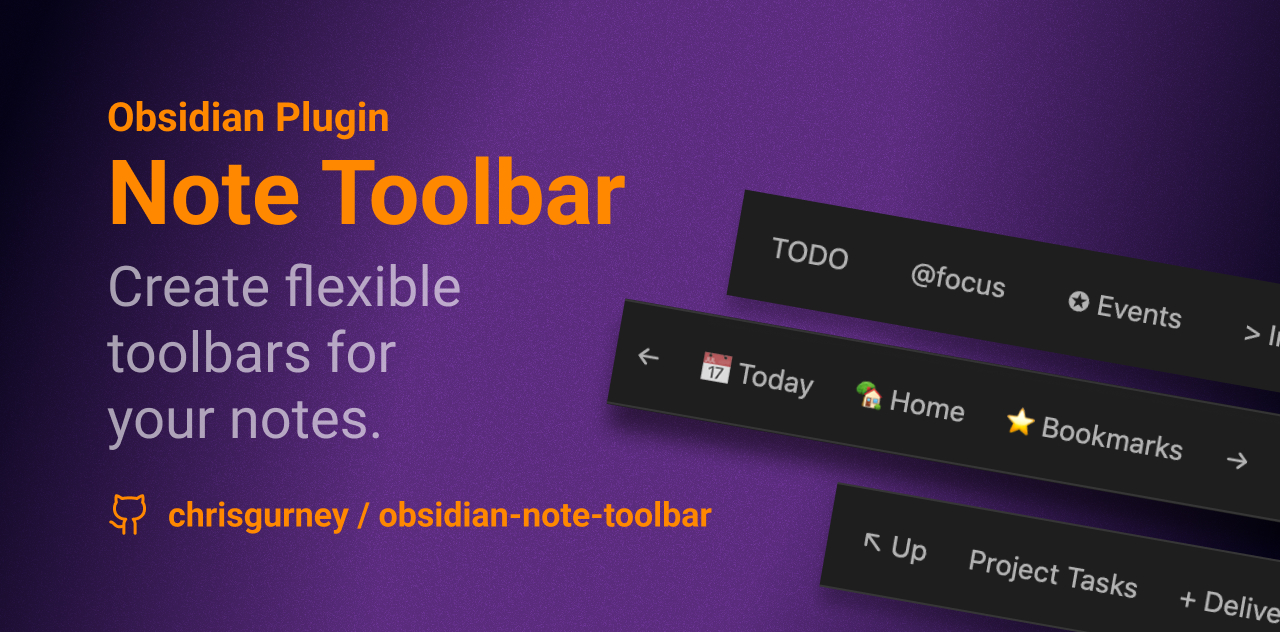 Obsidian Plugin
Note Toolbar
Create flexible
toolbars for
your notes.
chrisgurney / obsidian-note-toolbar
TODO @focus ✪ Events >
← 17 Today Home Bookmarks →
↖ Up Project Tasks +